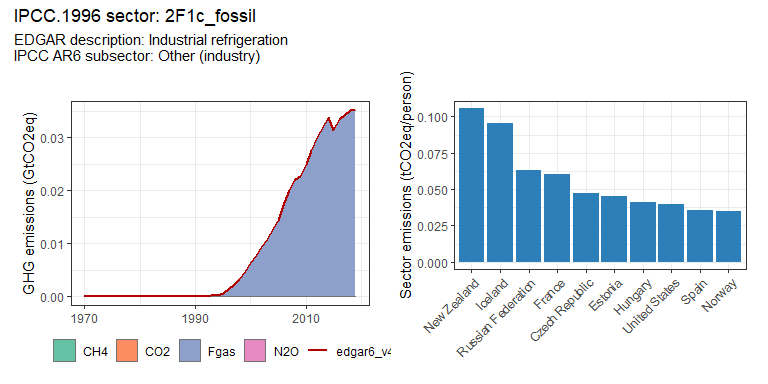 IPCC.1996 sector: 2F1c_fossil
EDGAR description: Industrial refrigeration
IPCC AR6 subsector: Other (industry)
GHG emissions (GtCO2eq)
0.03
0.02
0.01
0.00
1970
1990
2010
CH4
CO2
Fgas
N2O
edgar6_v4
Sector emissions (tCO2eq/person)
0.100
0.075
0.050
0.025
0.000
New Zealand
Iceland
Russian Federation
France
Czech Republic
Estonia
Hungary
United States
Spain
Norway